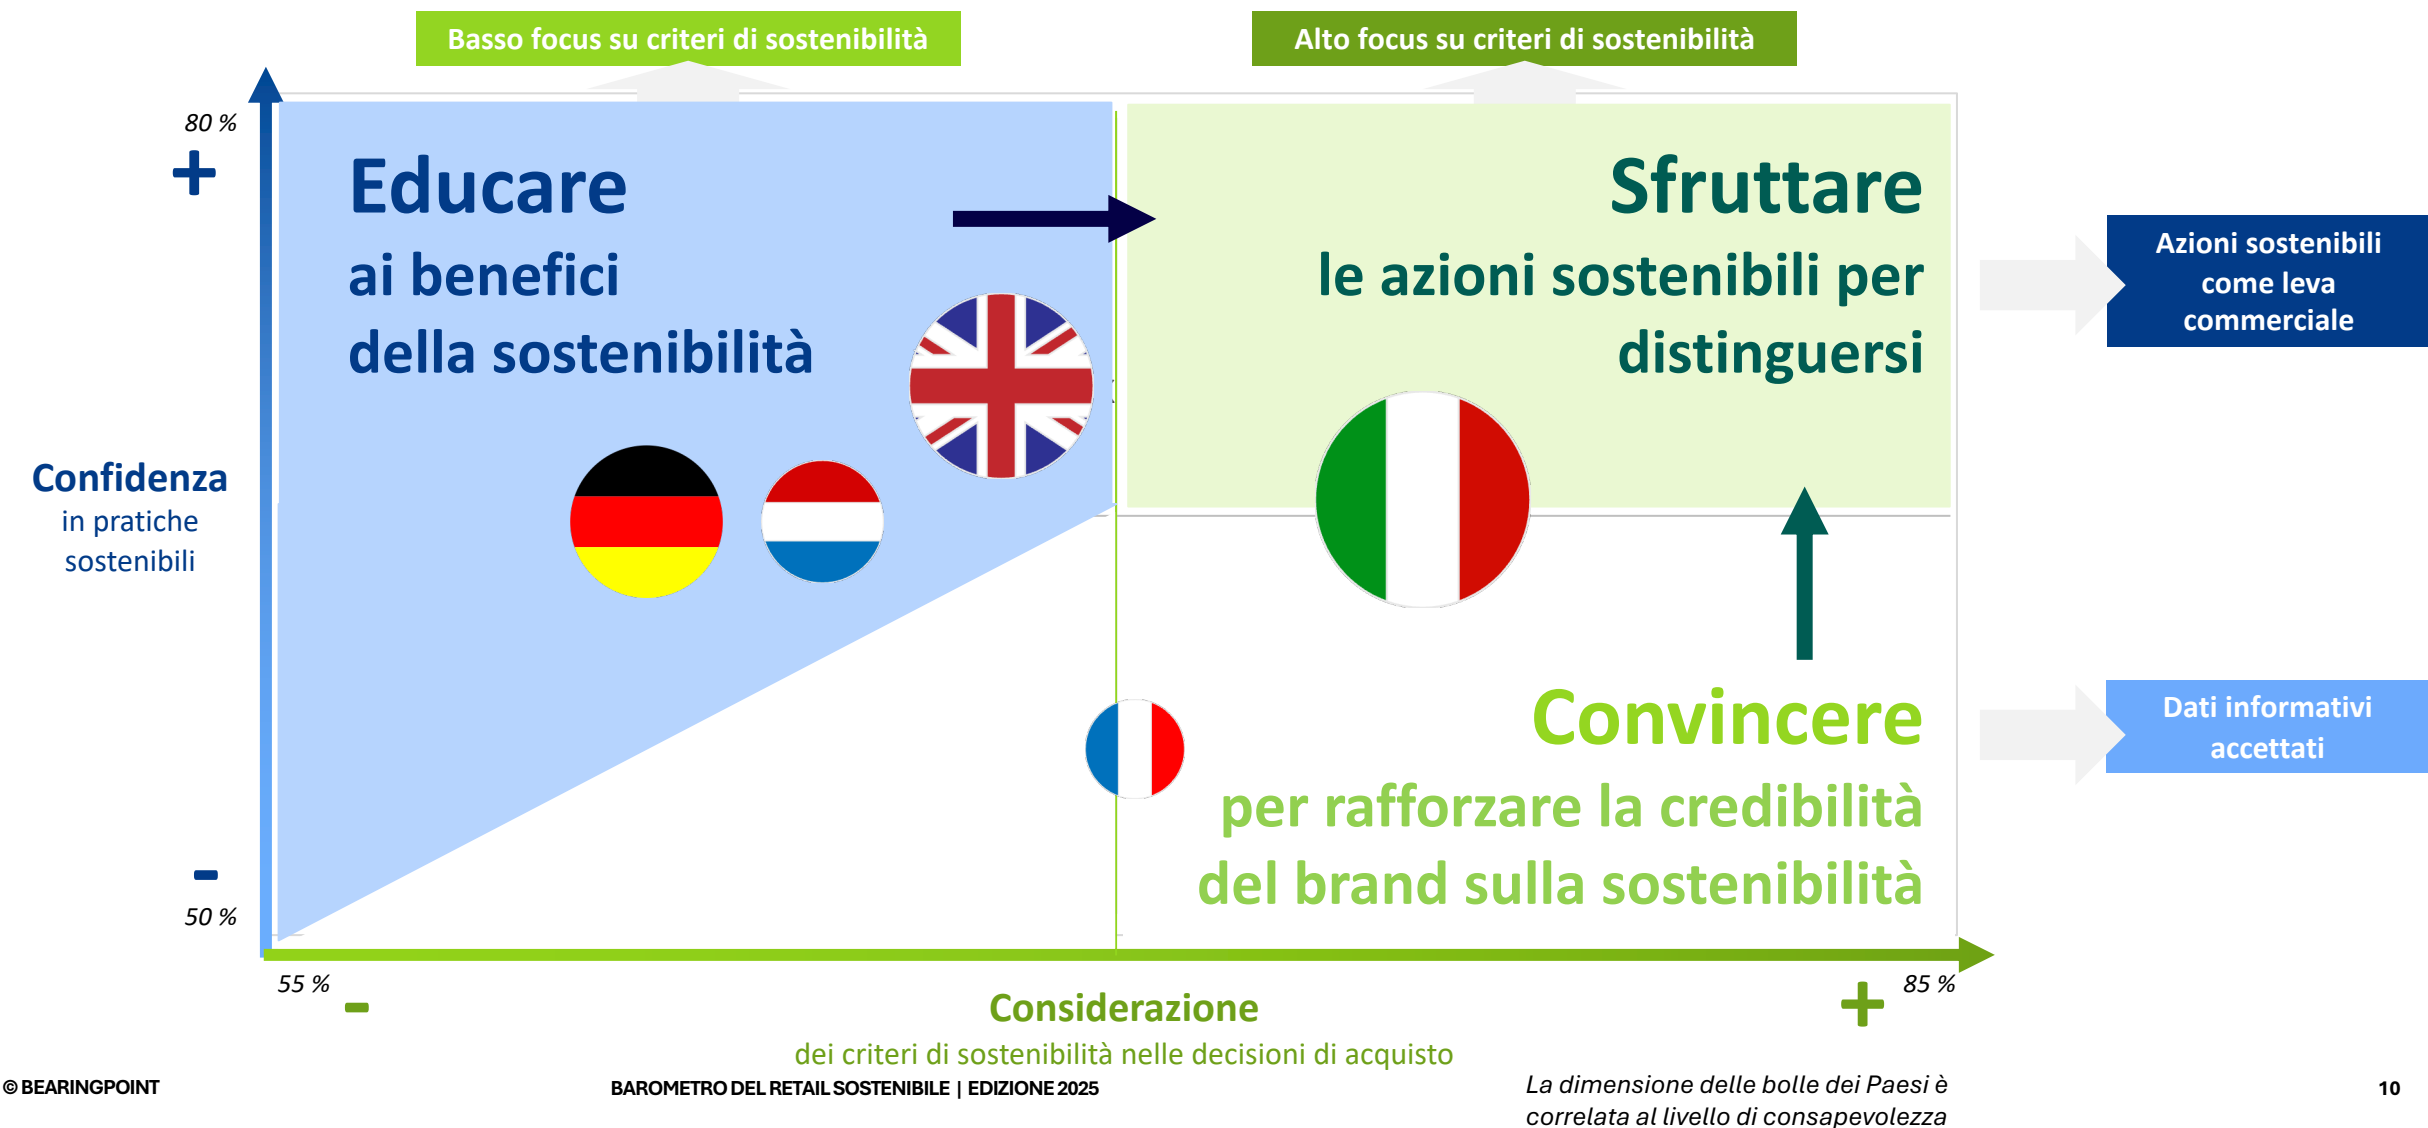 Basso focus su criteri di sostenibilità
Alto focus su criteri di sostenibilità
80 %
+
Educare
ai benefici
della sostenibilità
Sfruttare
le azioni sostenibili per
distinguersi
Azioni sostenibili
come leva
commerciale
Confidenza
in pratiche
sostenibili
Convincere
per rafforzare la credibilità
del brand sulla sostenibilità
Dati informativi
accettati
-
50 %
55 %
-
Considerazione
dei criteri di sostenibilità nelle decisioni di acquisto
+
85 %
© BEARINGPOINT
BAROMETRO DEL RETAIL SOSTENIBILE | EDIZIONE 2025
La dimensione delle bolle dei Paesi è
correlata al livello di consapevolezza
10